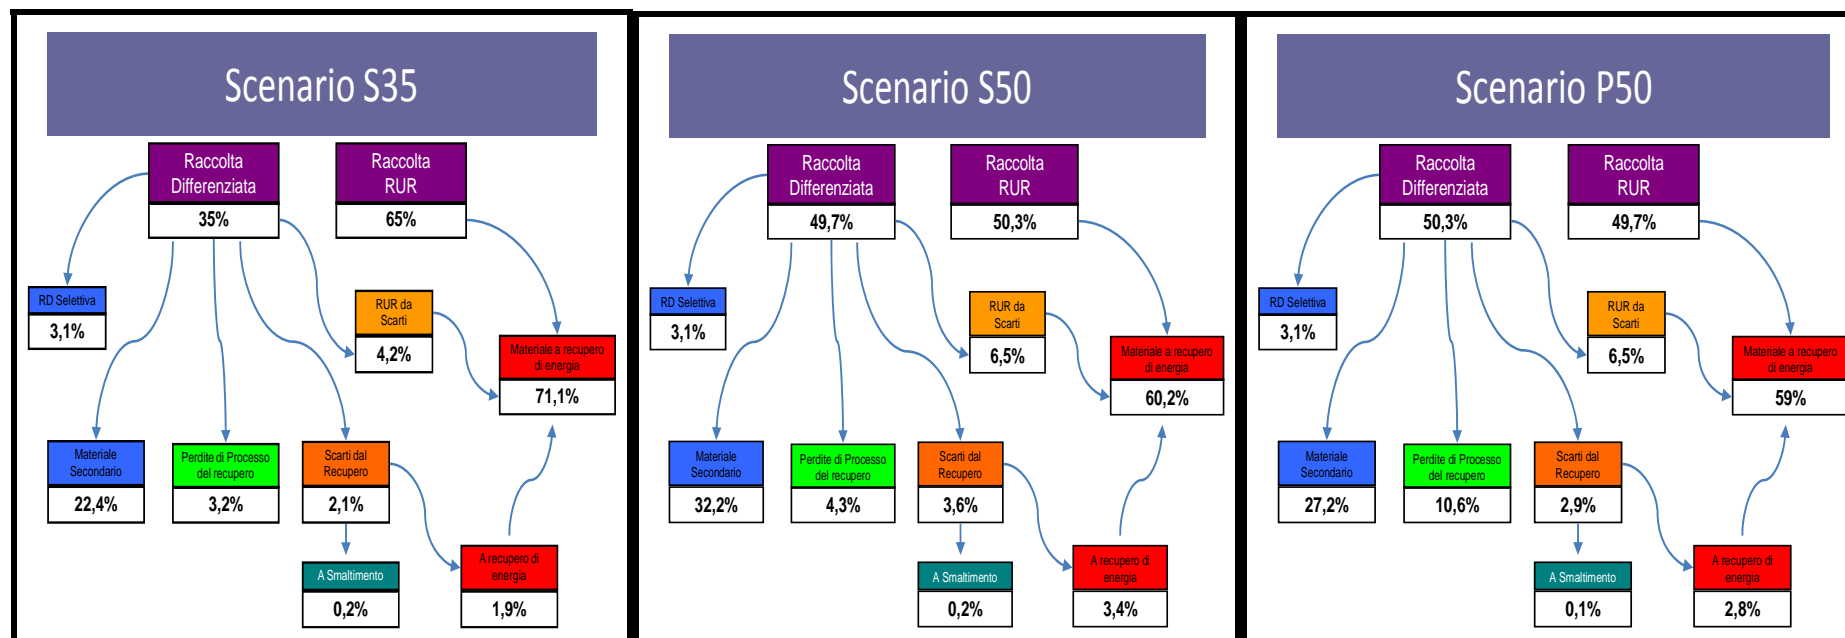 Scenario S35
Raccolta
Differenziata
35%
Raccolta
RUR
65%
RD Selettiva
3,1%
RUR da
Scarti
4,2%
Materiale a recupero
di energia
71,1%
Materiale
Secondario
22,4%
Perdite di Processo
del recupero
3,2%
Scarti dal
Recupero
2,1%
A Smaltimento
0,2%
A recupero di
energia
1,9%
Scenario S50
Raccolta
Differenziata
49,7%
Raccolta
RUR
50,3%
RD Selettiva
3,1%
RUR da
Scarti
6,5%
Materiale a recupero
di energia
60,2%
Materiale
Secondario
32,2%
Perdite di Processo
del recupero
4,3%
Scarti dal
Recupero
3,6%
A Smaltimento
0,2%
A recupero di
energia
3,4%
Scenario P50
Raccolta
Differenziata
50,3%
Raccolta
RUR
49,7%
RD Selettiva
3,1%
RUR da
Scarti
6,5%
Materiale a recupero
di energia
59%
Materiale
Secondario
27,2%
Perdite di Processo
del recupero
10,6%
Scarti dal
Recupero
2,9%
A Smaltimento
0,1%
A recupero di
energia
2,8%